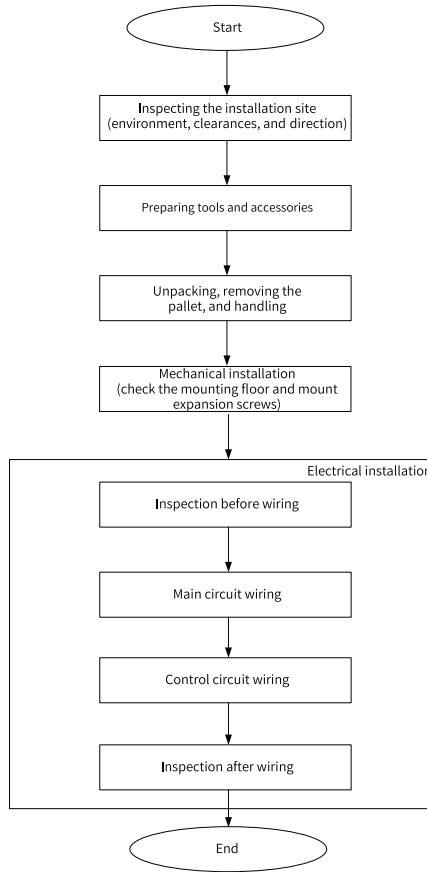 Start
Inspecting the installation site
(environment, clearances, and direction)
Preparing tools and accessories
Unpacking, removing the
pallet, and handling
Mechanical installation
(check the mounting floor and mount
expansion screws)
Electrical installation
Inspection before wiring
Main circuit wiring
Control circuit wiring
Inspection after wiring
End